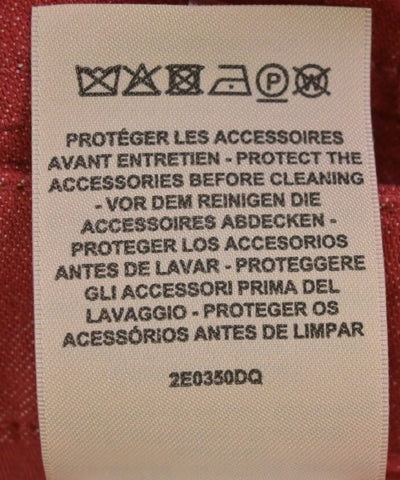 P W
PROTÉGER LES ACCESSOIRES
AVANT ENTRETIEN - PROTECT THE
ACCESSORIES BEFORE CLEANING
- VOR DEM REINIGEN DIE
ACCESSOIRES ABDECKEN -
PROTEGER LOS ACCESORIOS
ANTES DE LAVAR - PROTEGGERE
GLI ACCESSORI PRIMA DEL
LAVAGGIO - PROTEGER OS
ACESSÓRIOS ANTES DE LIMPAR
2E0350DQ